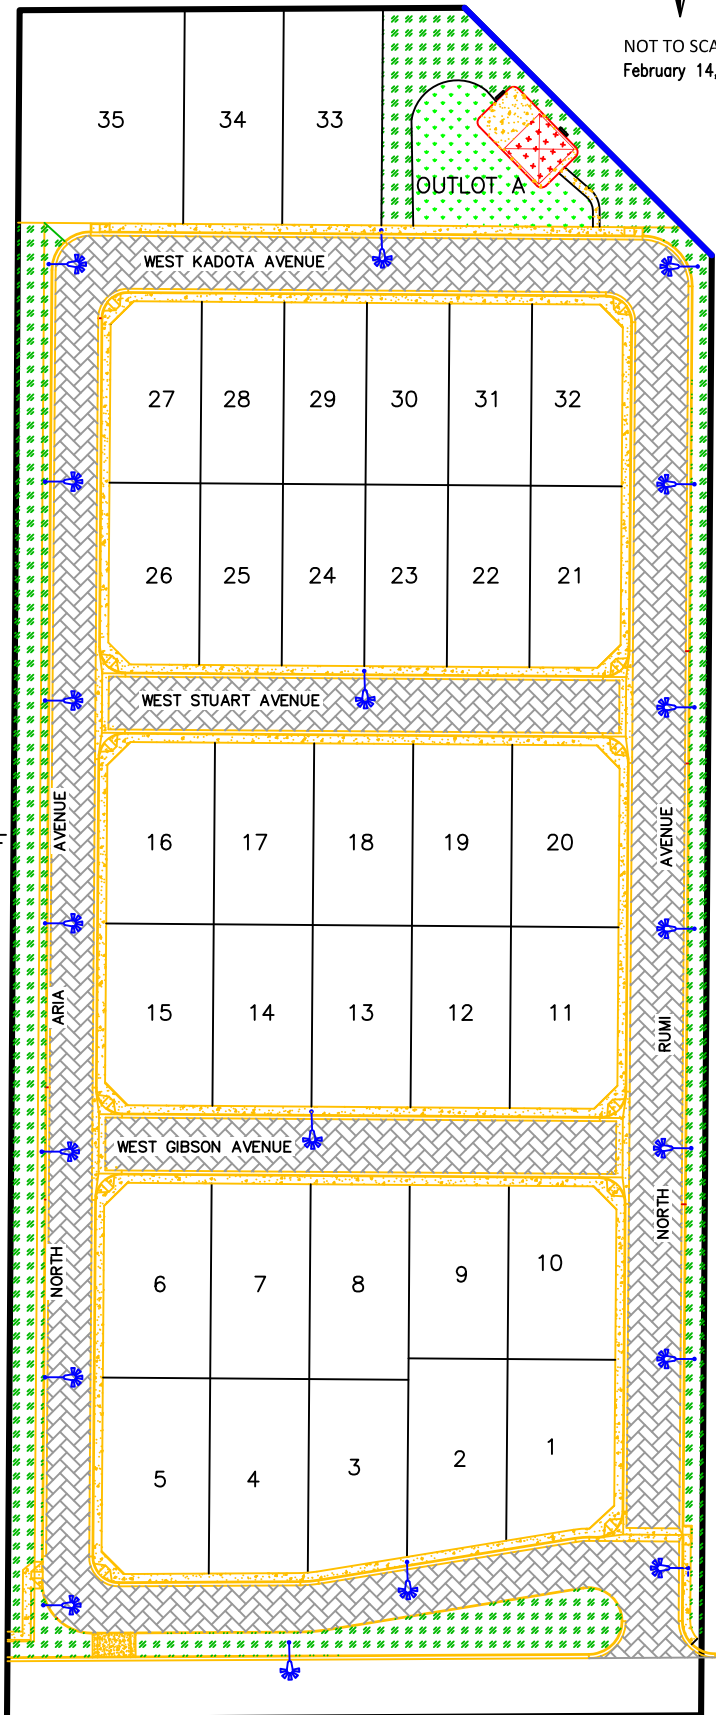 NOT TO SCA
February 14,
35 34 33
OUTLOT A
WEST KADOTA AVENUE
27 28 29 30 31 32
26 25 24 23 22 21
WEST STUART AVENUE
NORTH ARIA AVENUE
NORTH RUMI AVENUE
16 17 18 19 20
15 14 13 12 11
WEST GIBSON AVENUE
6 7 8 9 10
5 4 3 2 1